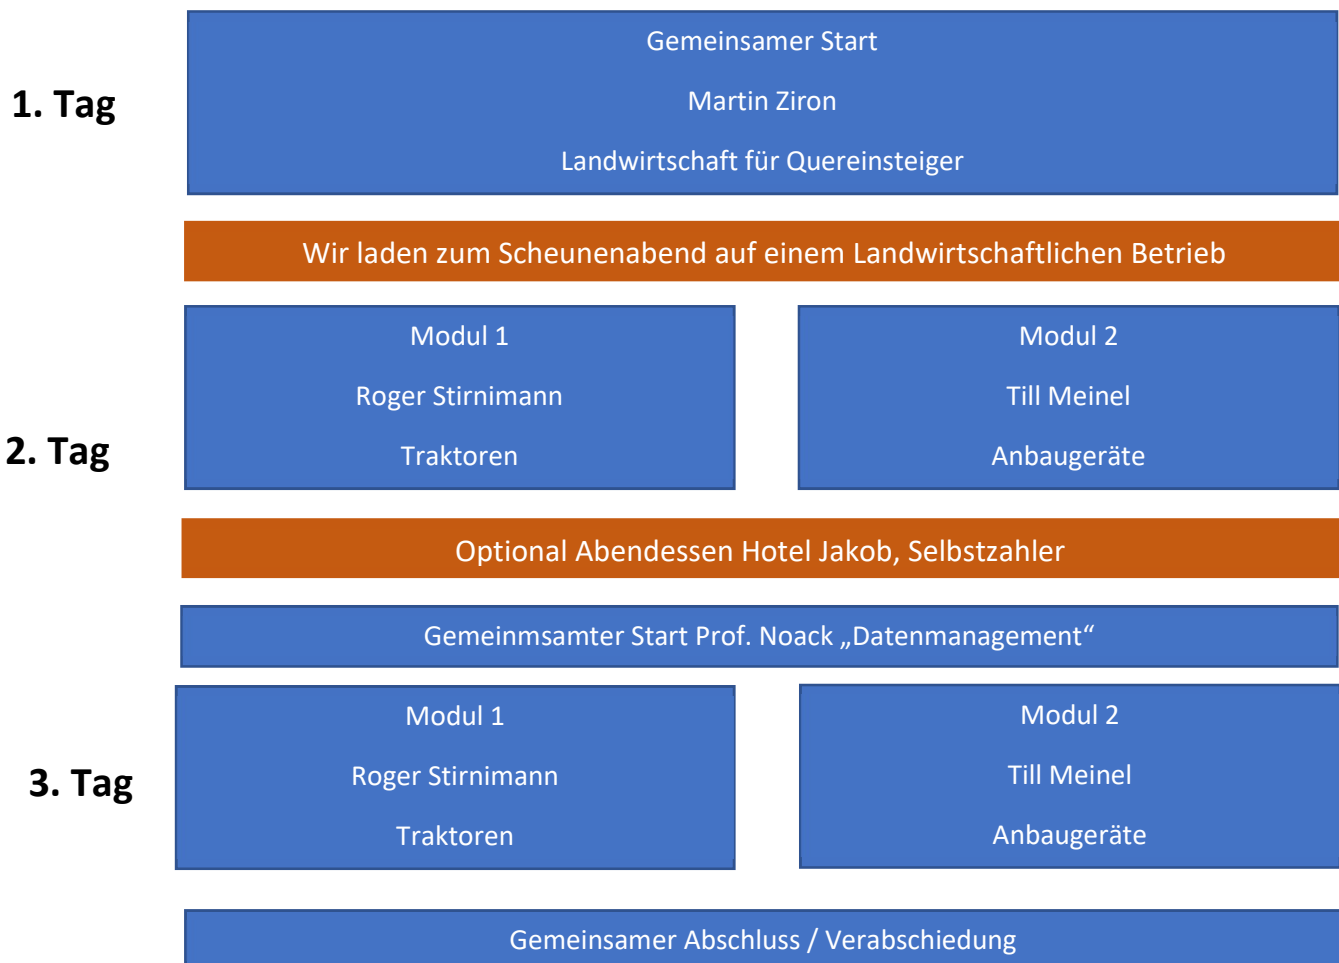 1. Tag
Gemeinsamer Start
Martin Ziron
Landwirtschaft für Quereinsteiger
Wir laden zum Scheunenabend auf einem Landwirtschaftlichen Betrieb
2. Tag
Modul 1
Roger Stirnimann
Traktoren
Modul 2
Till Meinel
Anbaugeräte
Optional Abendessen Hotel Jakob, Selbstzahler
Gemeinmsamter Start Prof. Noack „Datenmanagement“
3. Tag
Modul 1
Roger Stirnimann
Traktoren
Modul 2
Till Meinel
Anbaugeräte
Gemeinsamer Abschluss / Verabschiedung